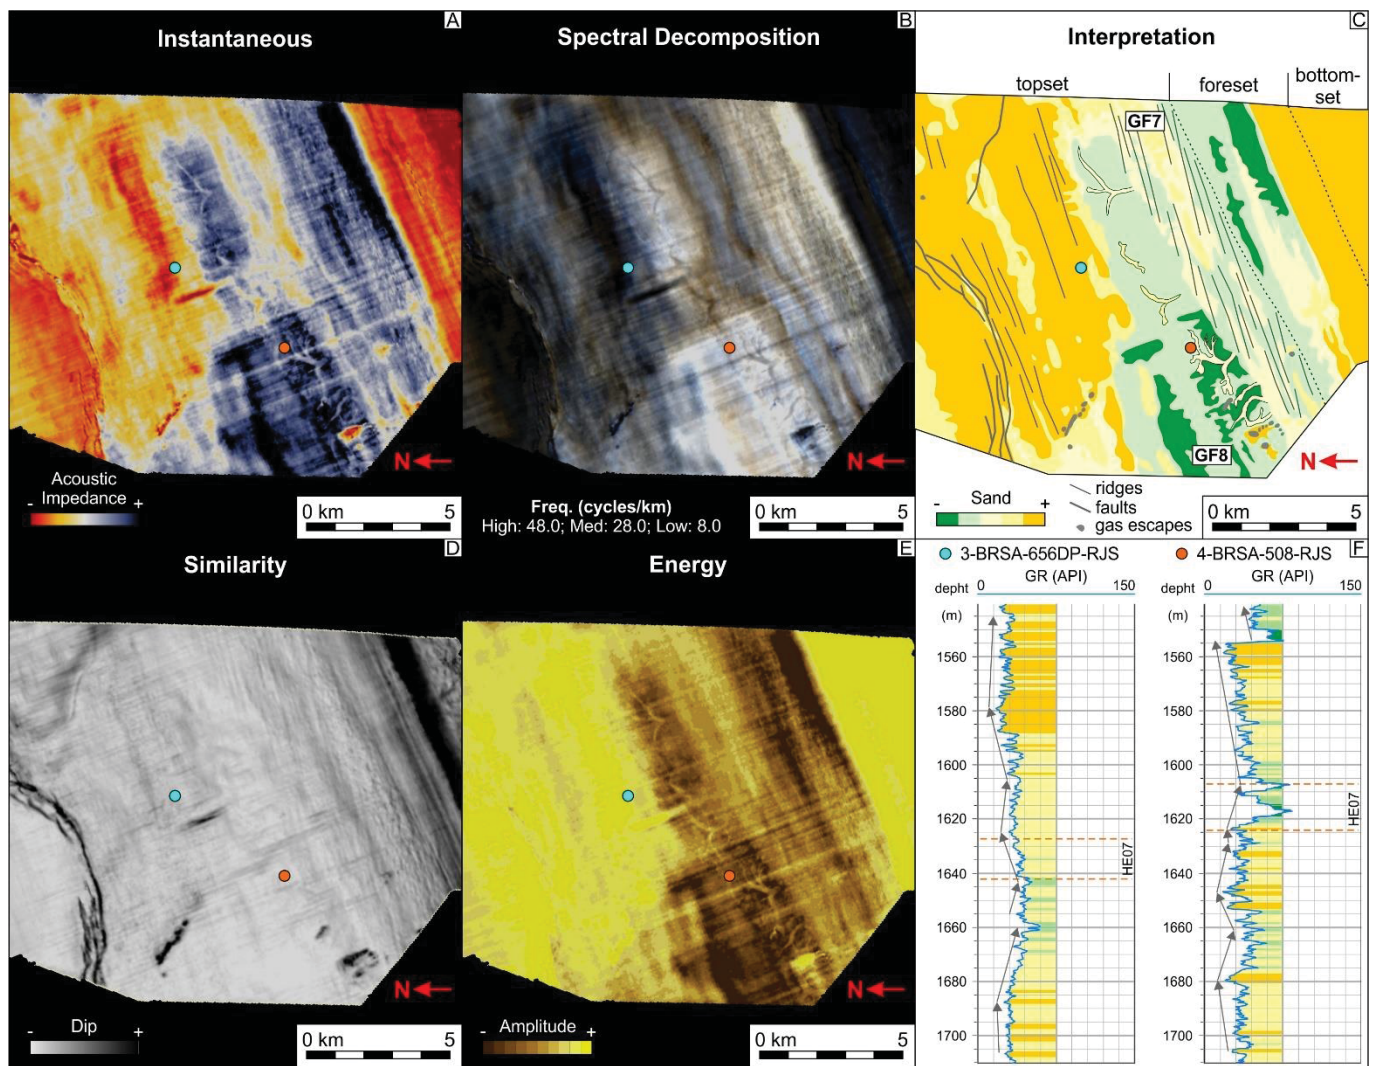 A
Instantaneous
N
Acoustic
Impedance
- +
0 km 5
B
Spectral Decomposition
N
Freq. (cycles/km)
High: 48.0; Med: 28.0; Low: 8.0
0 km 5
C
Interpretation
topset
foreset
bottom-
set
GF7
GF8
N
- Sand +
ridges
faults
gas escapes
0 km 5
D
Similarity
N
- Dip +
0 km 5
E
Energy
N
- Amplitude +
0 km 5
F
3-BRSA-656DP-RJS
4-BRSA-508-RJS
depht
0 GR (API) 150
(m)
1560
1580
1600
1620
1640
1660
1680
1700
HE07
depht
0 GR (API) 150
(m)
1560
1580
1600
1620
1640
1660
1680
1700
HE07